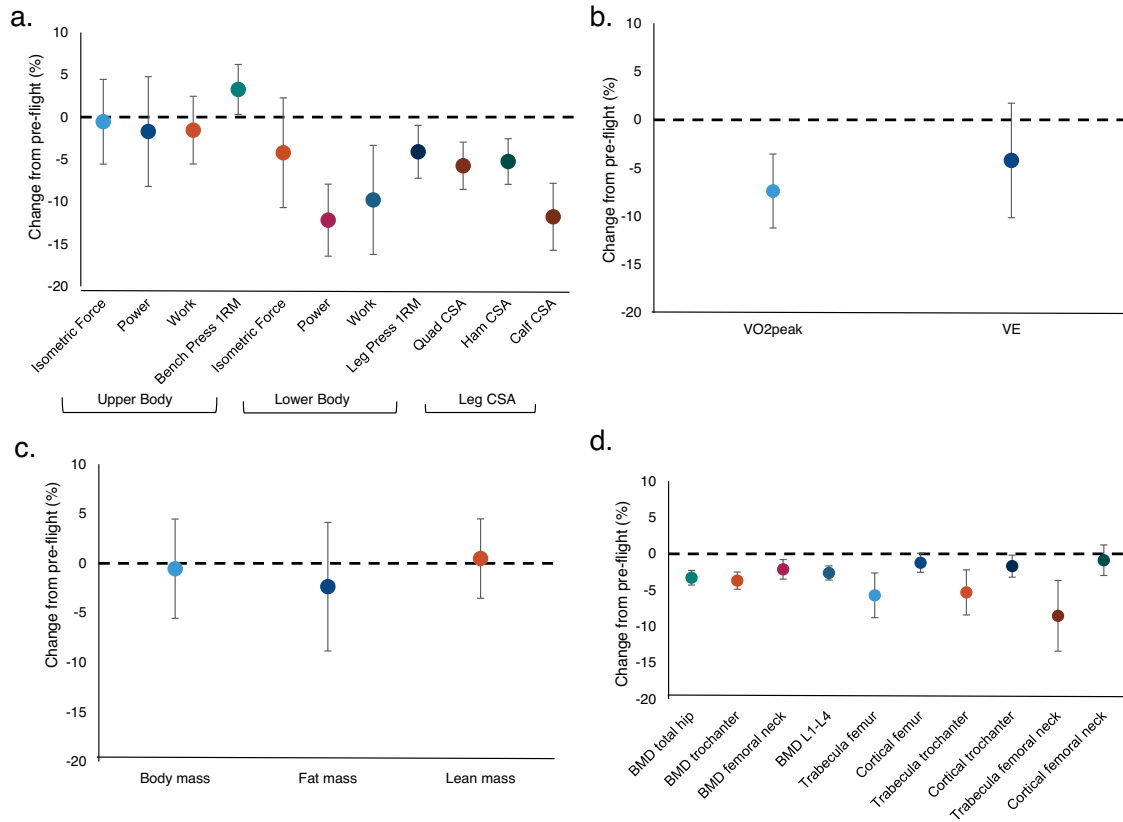 a.
Change from pre-flight (%)
10
5
0
-5
-10
-15
-20
Isometric Force
Power
Work
Bench Press 1RM
Isometric Force
Power
Work
Leg Press 1RM
Quad CSA
Ham CSA
Calf CSA
Upper Body
Lower Body
Leg CSA
b.
Change from pre-flight (%)
10
5
0
-5
-10
-15
-20
VO2peak
VE
c.
Change from pre-flight (%)
10
5
0
-5
-10
-15
-20
Body mass
Fat mass
Lean mass
d.
Change from pre-flight (%)
10
5
0
-5
-10
-15
-20
BMD total hip
BMD trochanter
BMD femoral neck
BMD L1-L4
Trabecula femur
Cortical femur
Trabecula trochanter
Cortical trochanter
Trabecula femoral neck
Cortical femoral neck